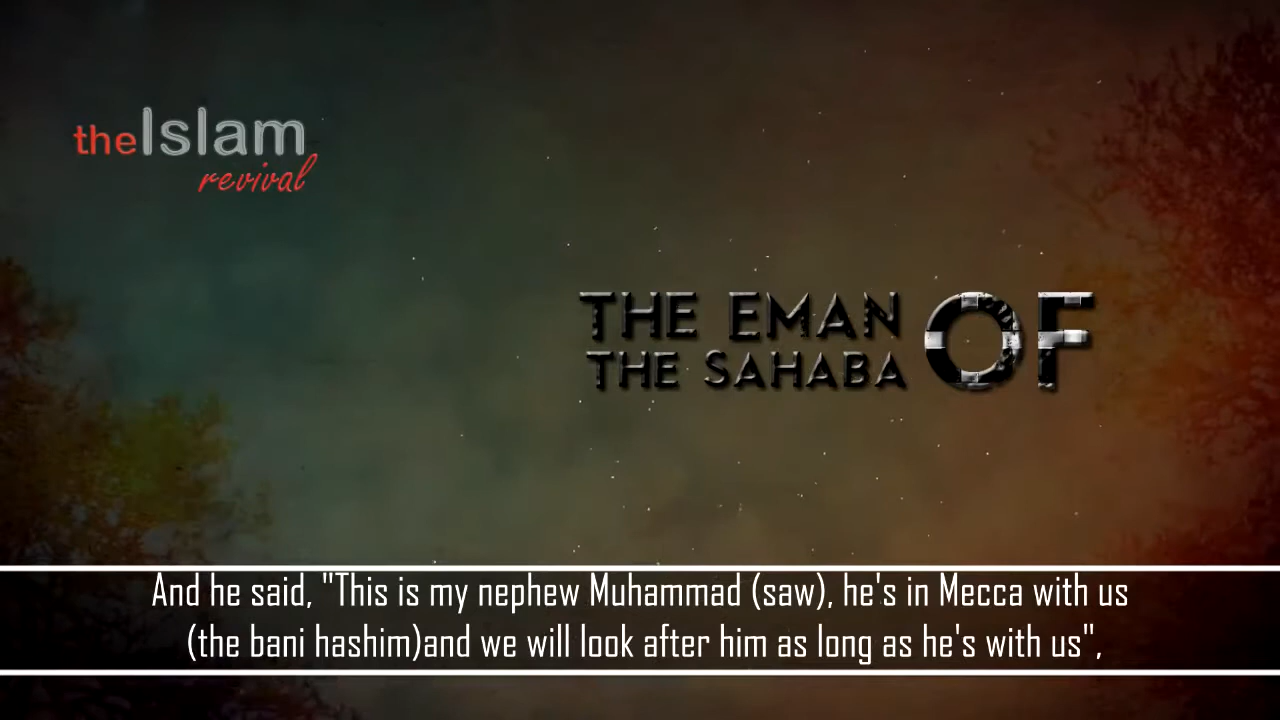 theIslam
revival
THE EMAN OF
THE SAHABA
And he said, "This is my nephew Muhammad (saw), he's in Mecca with us
(the bani hashim)and we will look after him as long as he's with us",